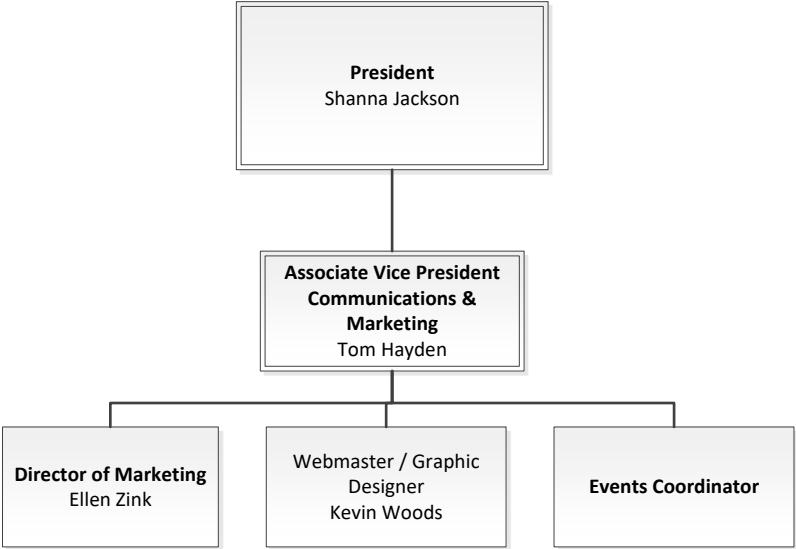 President
Shanna Jackson
Associate Vice President
Communications &
Marketing
Tom Hayden
Director of Marketing
Ellen Zink
Webmaster / Graphic
Designer
Kevin Woods
Events Coordinator